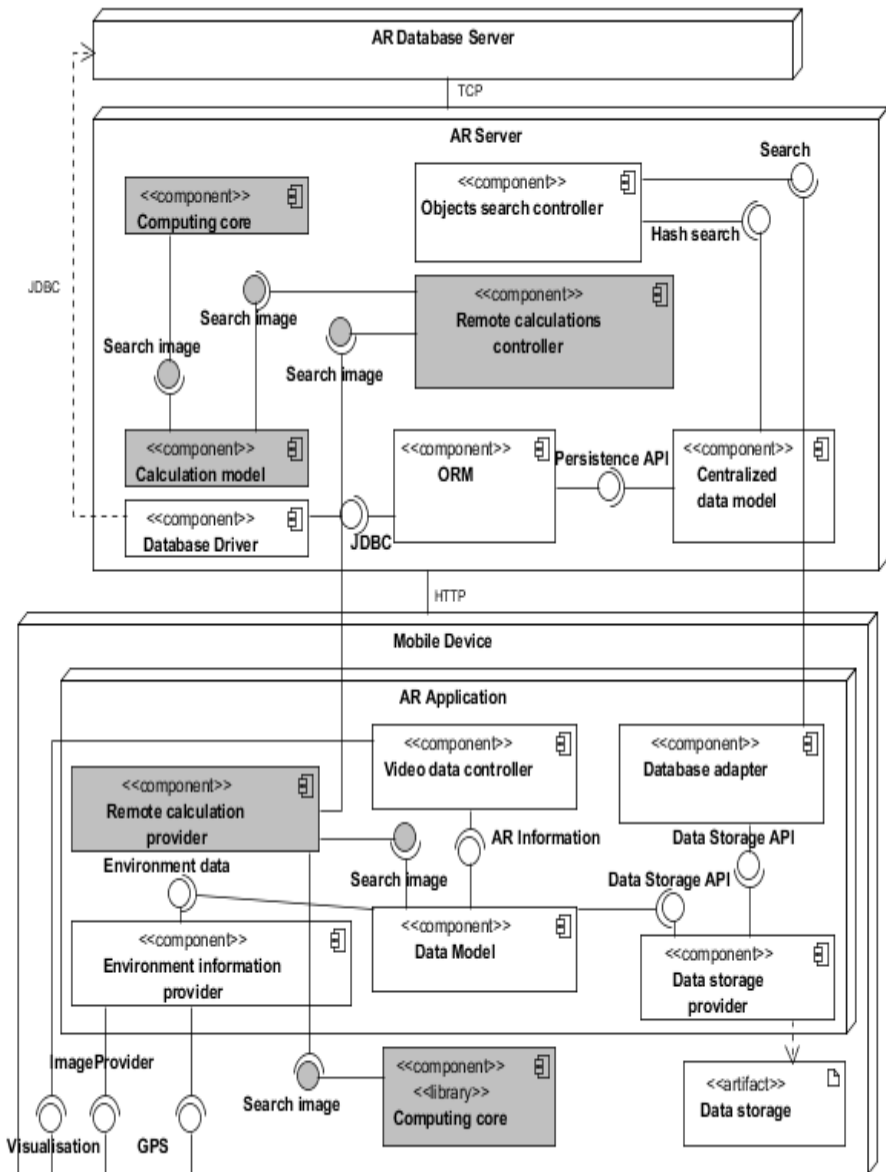 AR Database Server
TCP
AR Server
Search
<<component>>
Computing core
<<component>>
Objects search controller
Hash search
JDBC
Search image
<<component>>
Remote calculations
controller
Search image
Search image
<<component>>
Calculation model
<<component>>
ORM
Persistence API
<<component>>
Centralized
data model
<<component>>
Database Driver
JDBC
HTTP
Mobile Device
AR Application
<<component>>
Video data controller
<<component>>
Database adapter
<<component>>
Remote calculation
provider
AR Information
Data Storage API
Environment data
Search image
Data Storage API
<<component>>
Environment information
provider
<<component>>
Data Model
<<component>>
Data storage
provider
ImageProvider
Search image
<<component>>
<<library>>
Computing core
<<artifact>>
Data storage
Visualisation
GPS